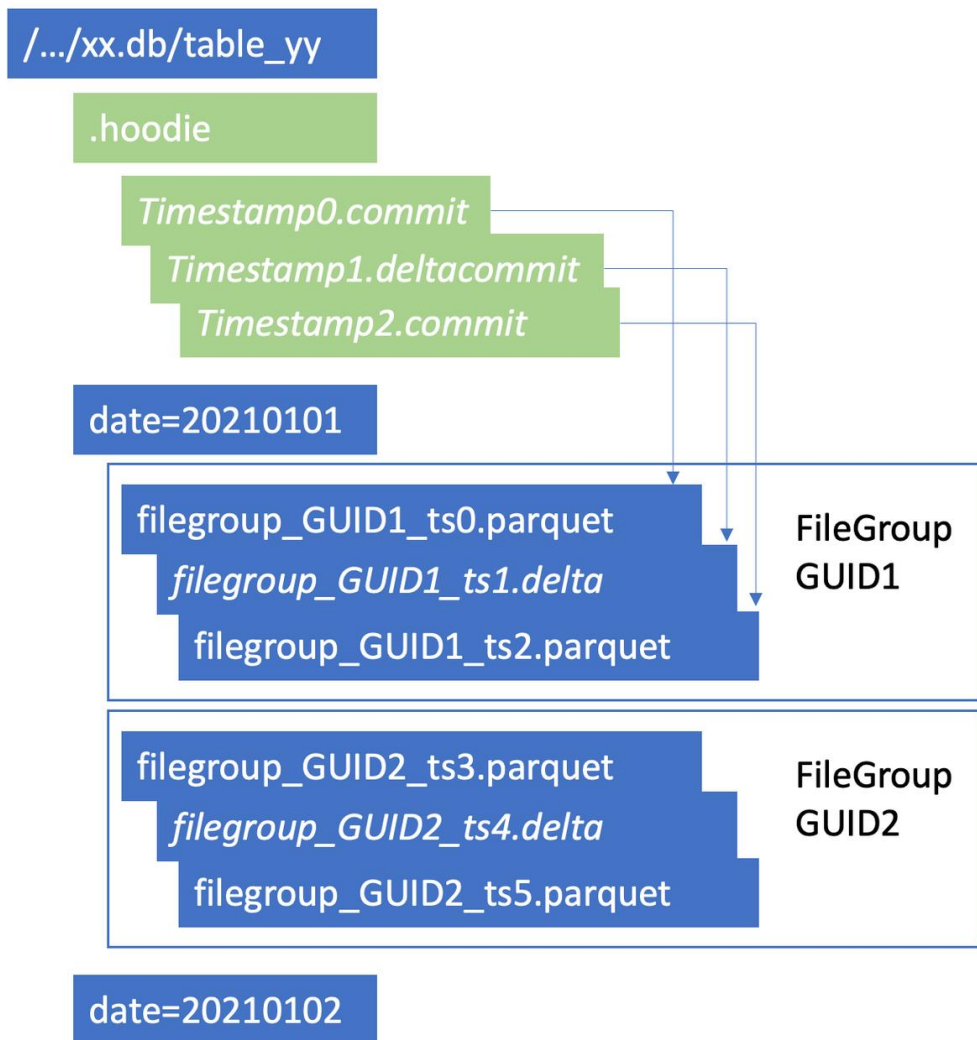 /.../xx.db/table_yy
.hoodie
Timestamp0.commit
Timestamp1.deltacommit
Timestamp2.commit
date=20210101
filegroup_GUID1_ts0.parquet
filegroup_GUID1_ts1.delta
filegroup_GUID1_ts2.parquet
FileGroup
GUID1
filegroup_GUID2_ts3.parquet
filegroup_GUID2_ts4.delta
filegroup_GUID2_ts5.parquet
FileGroup
GUID2
date=20210102